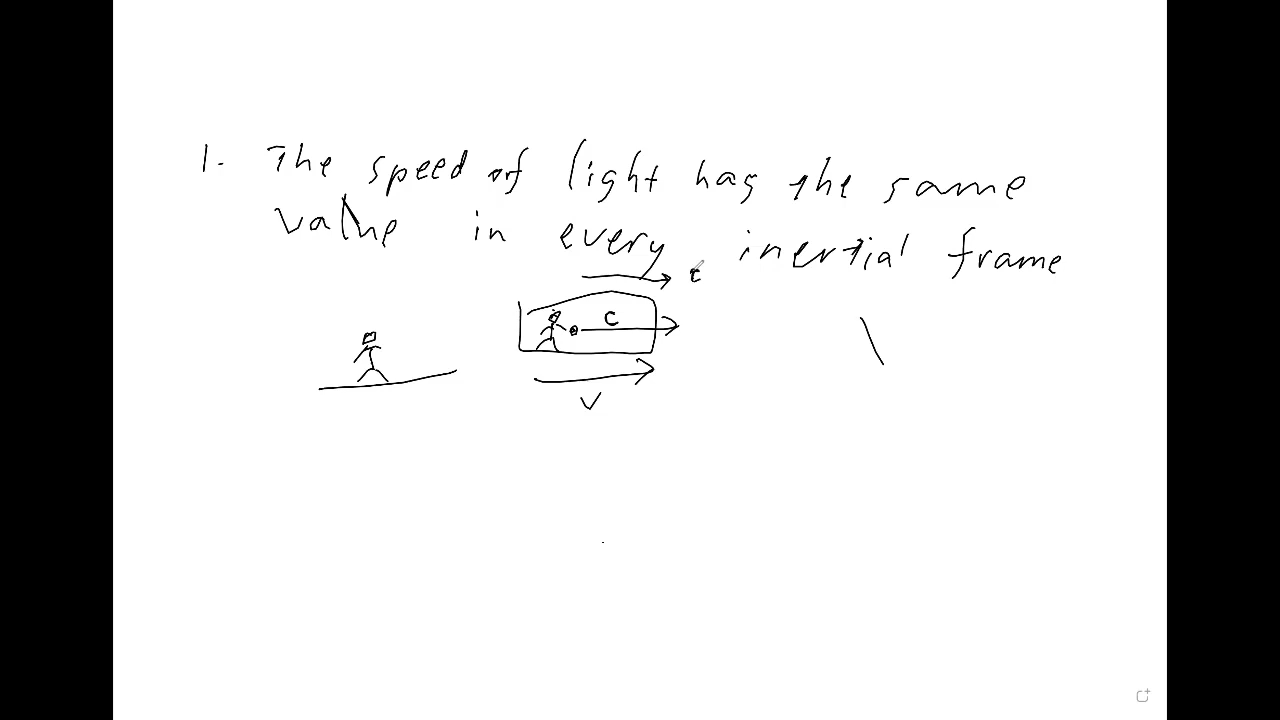 1. The speed of light has the same
value in every inertial frame
c
c
v